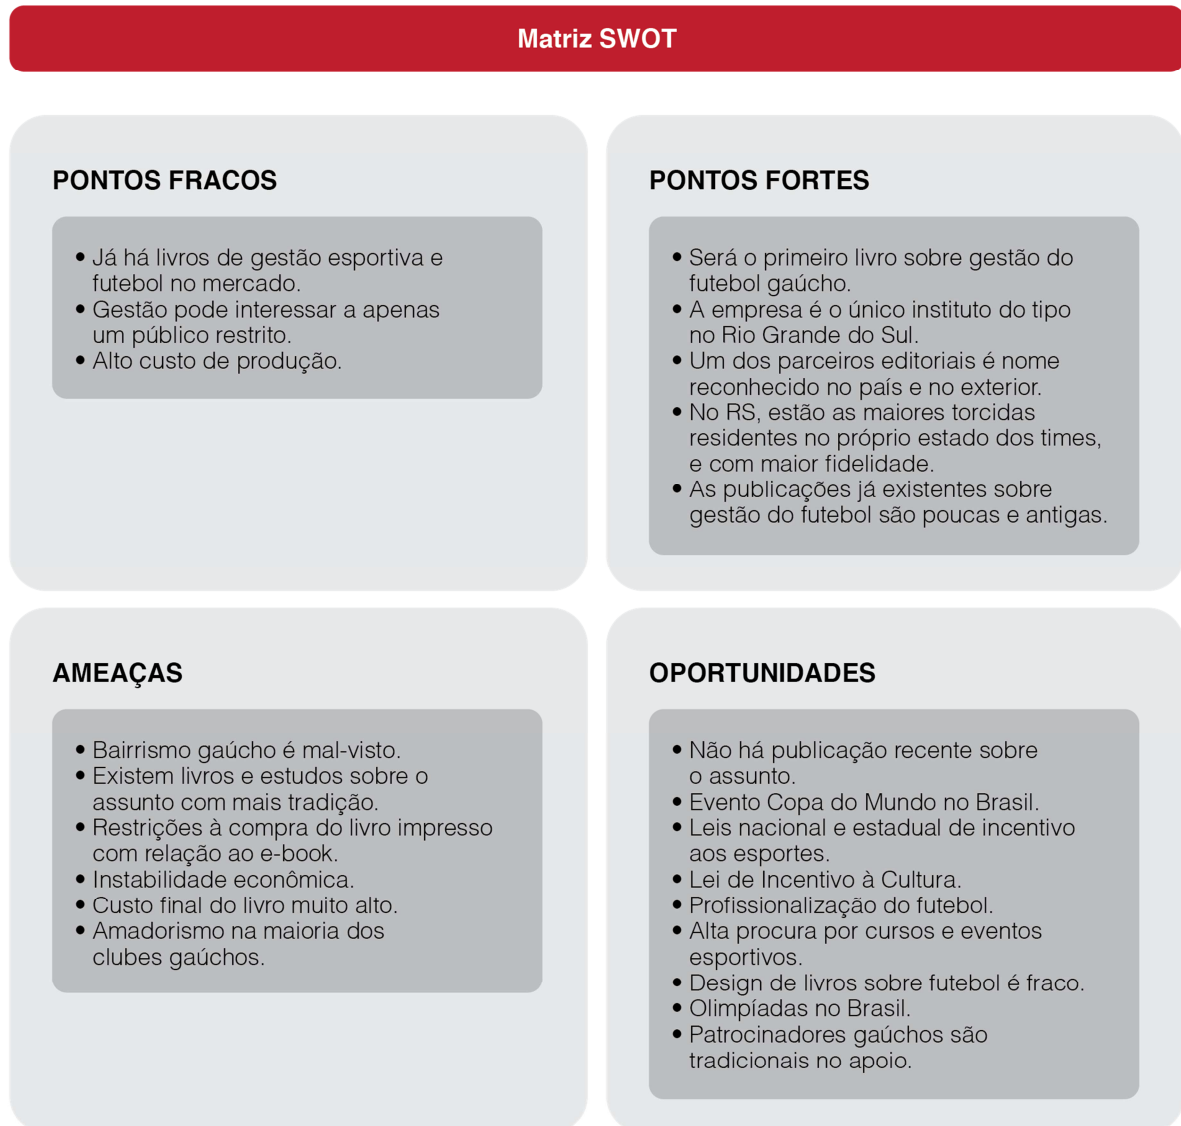 Matriz SWOT
PONTOS FRACOS
• Já há livros de gestão esportiva e
futebol no mercado.
• Gestão pode interessar a apenas
um público restrito.
• Alto custo de produção.
PONTOS FORTES
• Será o primeiro livro sobre gestão do
futebol gaúcho.
• A empresa é o único instituto do tipo
no Rio Grande do Sul.
• Um dos parceiros editoriais é nome
reconhecido no país e no exterior.
• No RS, estão as maiores torcidas
residentes no próprio estado dos times,
e com maior fidelidade.
• As publicações já existentes sobre
gestão do futebol são poucas e antigas.
AMEAÇAS
• Bairrismo gaúcho é mal-visto.
• Existem livros e estudos sobre o
assunto com mais tradição.
• Restrições à compra do livro impresso
com relação ao e-book.
• Instabilidade econômica.
• Custo final do livro muito alto.
• Amadorismo na maioria dos
clubes gaúchos.
OPORTUNIDADES
• Não há publicação recente sobre
o assunto.
• Evento Copa do Mundo no Brasil.
• Leis nacional e estadual de incentivo
aos esportes.
• Lei de Incentivo à Cultura.
• Profissionalização do futebol.
• Alta procura por cursos e eventos
esportivos.
• Design de livros sobre futebol é fraco.
• Olimpíadas no Brasil.
• Patrocinadores gaúchos são
tradicionais no apoio.